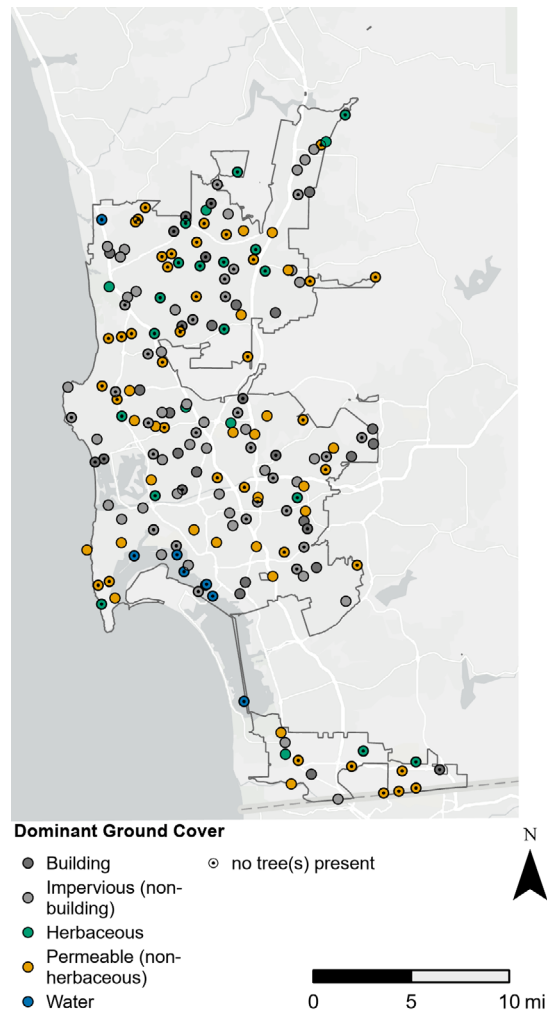 Dominant Ground Cover
Building
no tree(s) present
Impervious (non-
building)
Herbaceous
Permeable (non-
herbaceous)
Water
N
0 5 10 mi